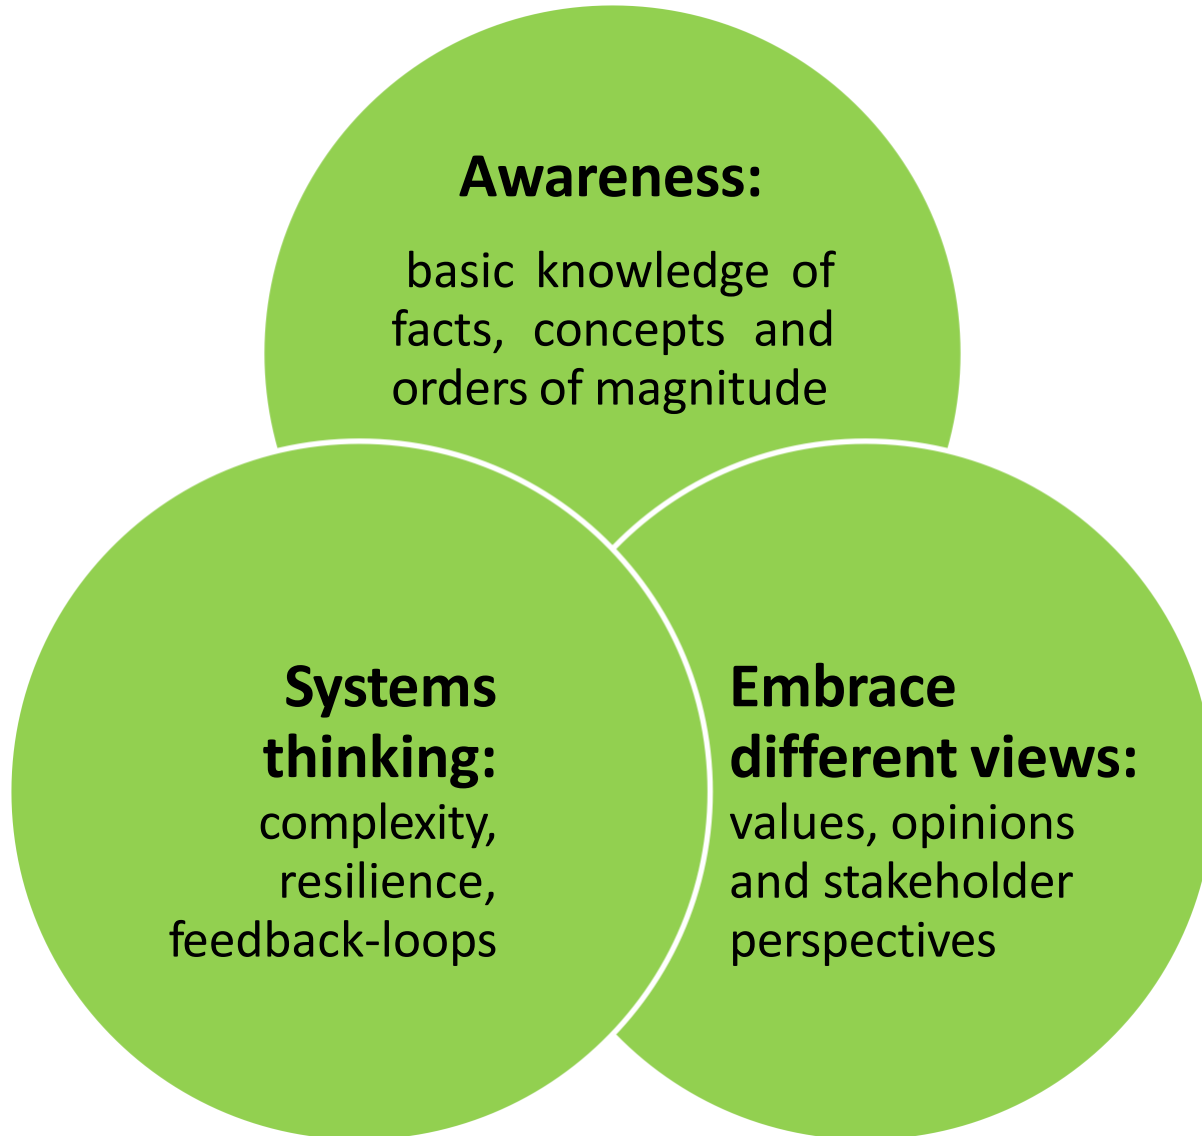 Awareness:
basic knowledge of
facts, concepts and
orders of magnitude
Systems
thinking:
complexity,
resilience,
feedback-loops
Embrace
different views:
values, opinions
and stakeholder
perspectives